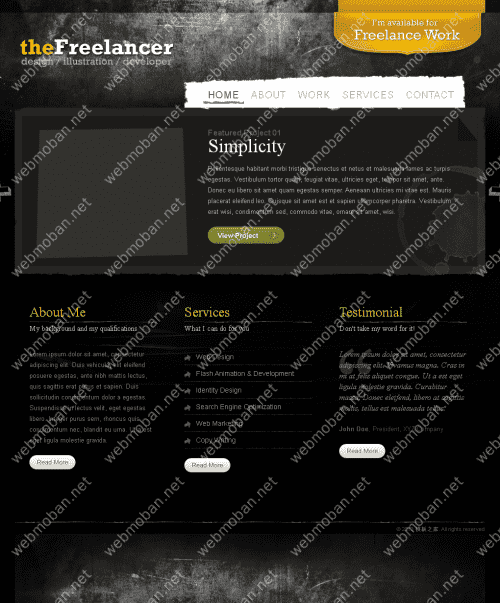 I'm available for
Freelance Work
theFreelancer
design / illustration / developer
HOME ABOUT WORK SERVICES CONTACT
Featured Project 01
Simplicity
Pellentesque habitant morbi tristique senectus et netus et malesuada fames ac turpis
egestas. Vestibulum tortor quam, feugiat vitae, ultricies eget, tempor sit amet, ante.
Donec eu libero sit amet quam egestas semper. Aenean ultricies mi vitae est. Mauris
placerat eleifend leo. Quisque sit amet est et sapien ullamcorper pharetra. Vestibulum
erat wisi, condimentum sed, commodo vitae, ornare sit amet, wisi.
View Project
About Me
My background and my qualifications
Lorem ipsum dolor sit amet, consectetur
adipiscing elit. Duis vehicula est eleifend
posuere egestas, ante nibh mattis lectus,
quis sagittis erat lectus et sapien. Duis
sollicitudin condimentum dolor a egestas
Suspendisse lectus velit, eget egestas
libero. purus sem, rhoncus quis
condimentum nec, blandit eu urna.
eget ligula molestie gravida.
Read More
Services
What I can do for you
Web Design
Flash Animation & Development
Identity Design
Search Engine Optimization
Web Marketing
Copy Writing
Read More
Testimonial
Don't take my word for it!
Lorem ipsum dolor sit amet, consectetur
adipiscing elit. Vivamus magna. Cras in
mi at felis aliquet congue. Ut a est eget
ligula molestie gravida. Curabitur
massa. Donec eleifend, libero at sagittis
mollis, tellus est malesuada tellus
John Doe, President, XYZ Company
Read More
模板之家 All rights reserved
webmoban.net